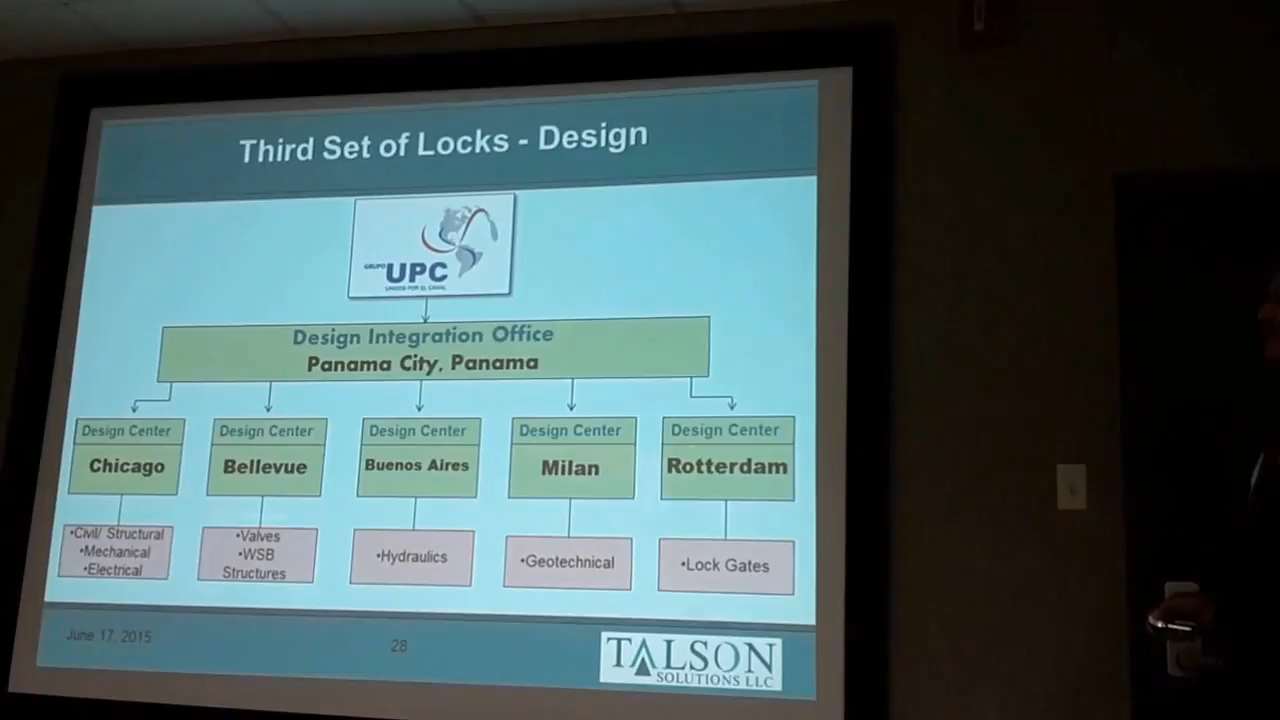 Third Set of Locks - Design
GRUPO
UPC
UNIDOS POR EL CANAL
Design Integration Office
Panama City, Panama
Design Center
Chicago
•Civil/ Structural
•Mechanical
•Electrical
Design Center
Bellevue
•Valves
•WSB
Structures
Design Center
Buenos Aires
•Hydraulics
Design Center
Milan
•Geotechnical
Design Center
Rotterdam
•Lock Gates
June 17, 2015
28
TALSON
SOLUTIONS LLC